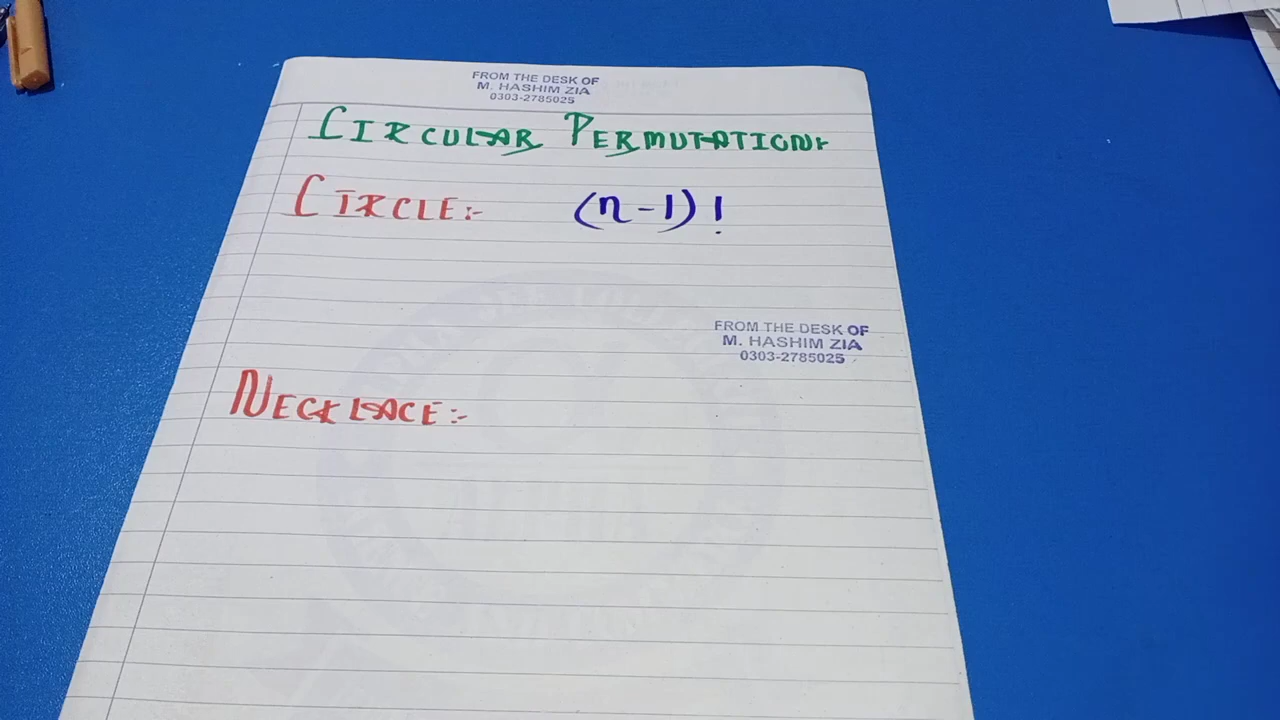 FROM THE DESK OF
M. HASHIM ZIA
0303-2785025
CIRCULAR PERMUTATION:-
CIRCLE:- (n-1)!
FROM THE DESK OF
M. HASHIM ZIA
0303-2785025
NECKLACE:-